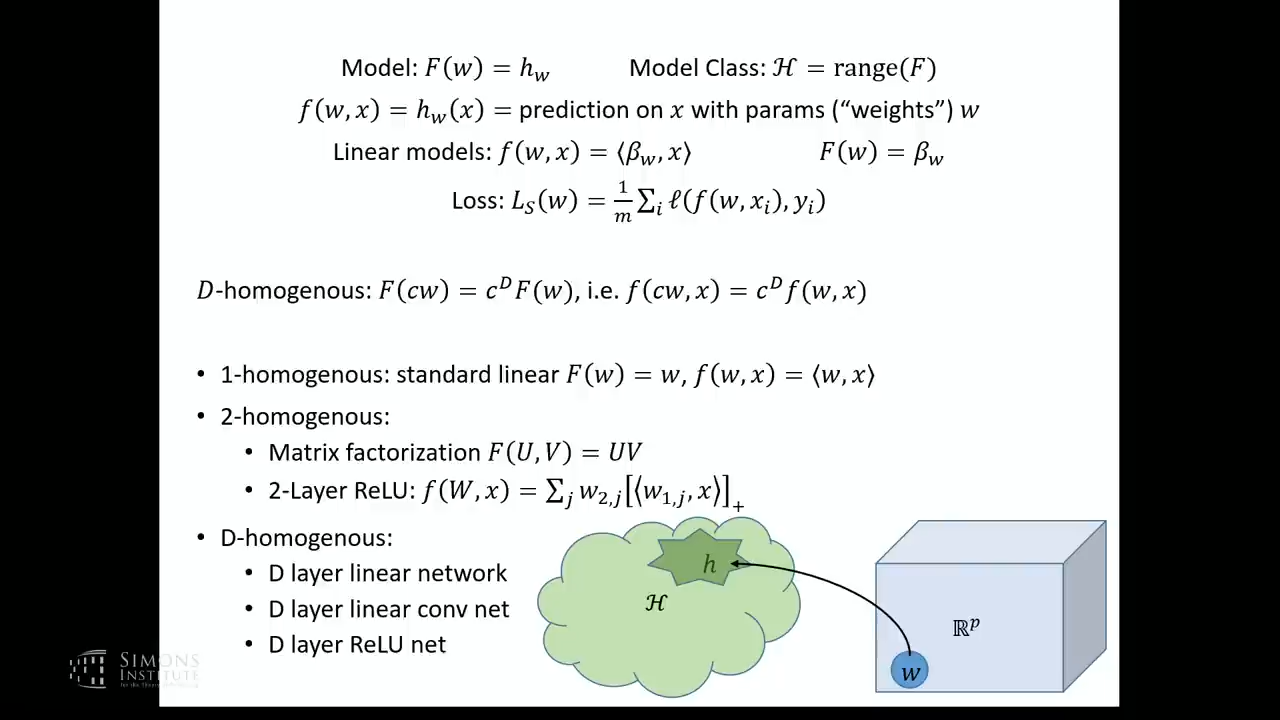 Model: F(w) = h_w Model Class: ℋ = range(F)
f(w, x) = h_w(x) = prediction on x with params (“weights”) w
Linear models: f(w, x) = ⟨β_w, x⟩ F(w) = β_w
Loss: L_S(w) = 1/m ∑_i ℓ(f(w, x_i), y_i)
D-homogenous: F(cw) = c^D F(w), i.e. f(cw, x) = c^D f(w, x)
• 1-homogenous: standard linear F(w) = w, f(w, x) = ⟨w, x⟩
• 2-homogenous:
• Matrix factorization F(U, V) = UV
• 2-Layer ReLU: f(W, x) = ∑_j w_{2,j}[⟨w_{1,j}, x⟩]_+
• D-homogenous:
• D layer linear network
• D layer linear conv net
• D layer ReLU net
h
ℋ
ℝ^p
w
SIMONS
INSTITUTE